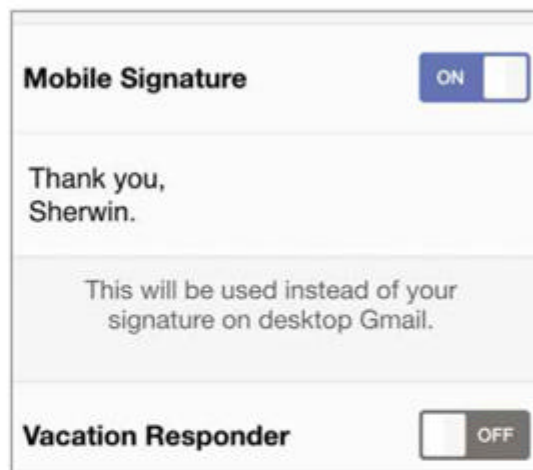 Mobile Signature ON
Thank you,
Sherwin.
This will be used instead of your
signature on desktop Gmail.
Vacation Responder OFF